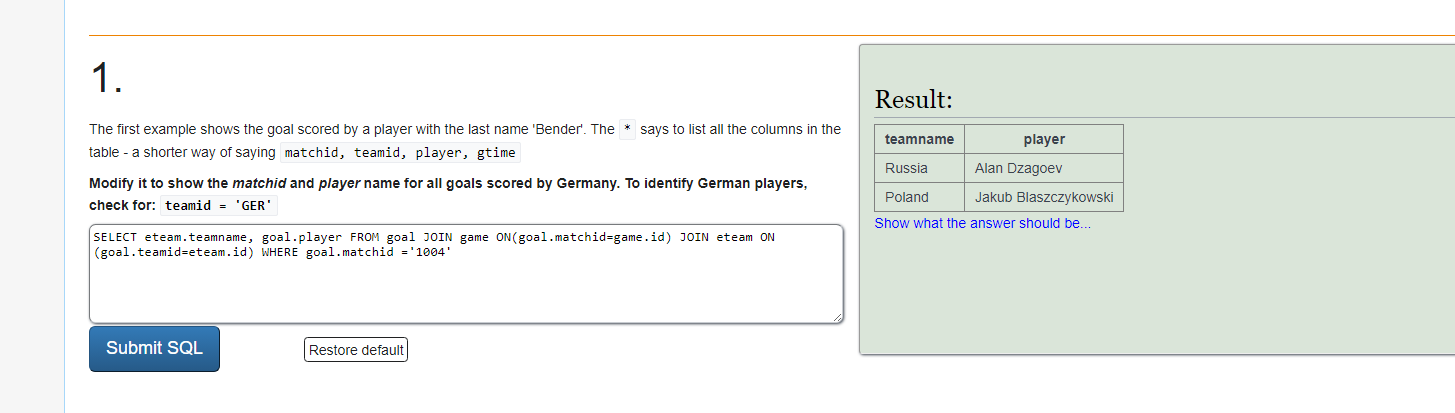 1.
The first example shows the goal scored by a player with the last name 'Bender'. The * says to list all the columns in the
table - a shorter way of saying matchid, teamid, player, gtime
Modify it to show the matchid and player name for all goals scored by Germany. To identify German players,
check for: teamid = 'GER'
SELECT eteam.teamname, goal.player FROM goal JOIN game ON(goal.matchid=game.id) JOIN eteam ON
(goal.teamid=eteam.id) WHERE goal.matchid ='1004'
Submit SQL
Restore default
Result:
teamname player
Russia Alan Dzagoev
Poland Jakub Blaszczykowski
Show what the answer should be...